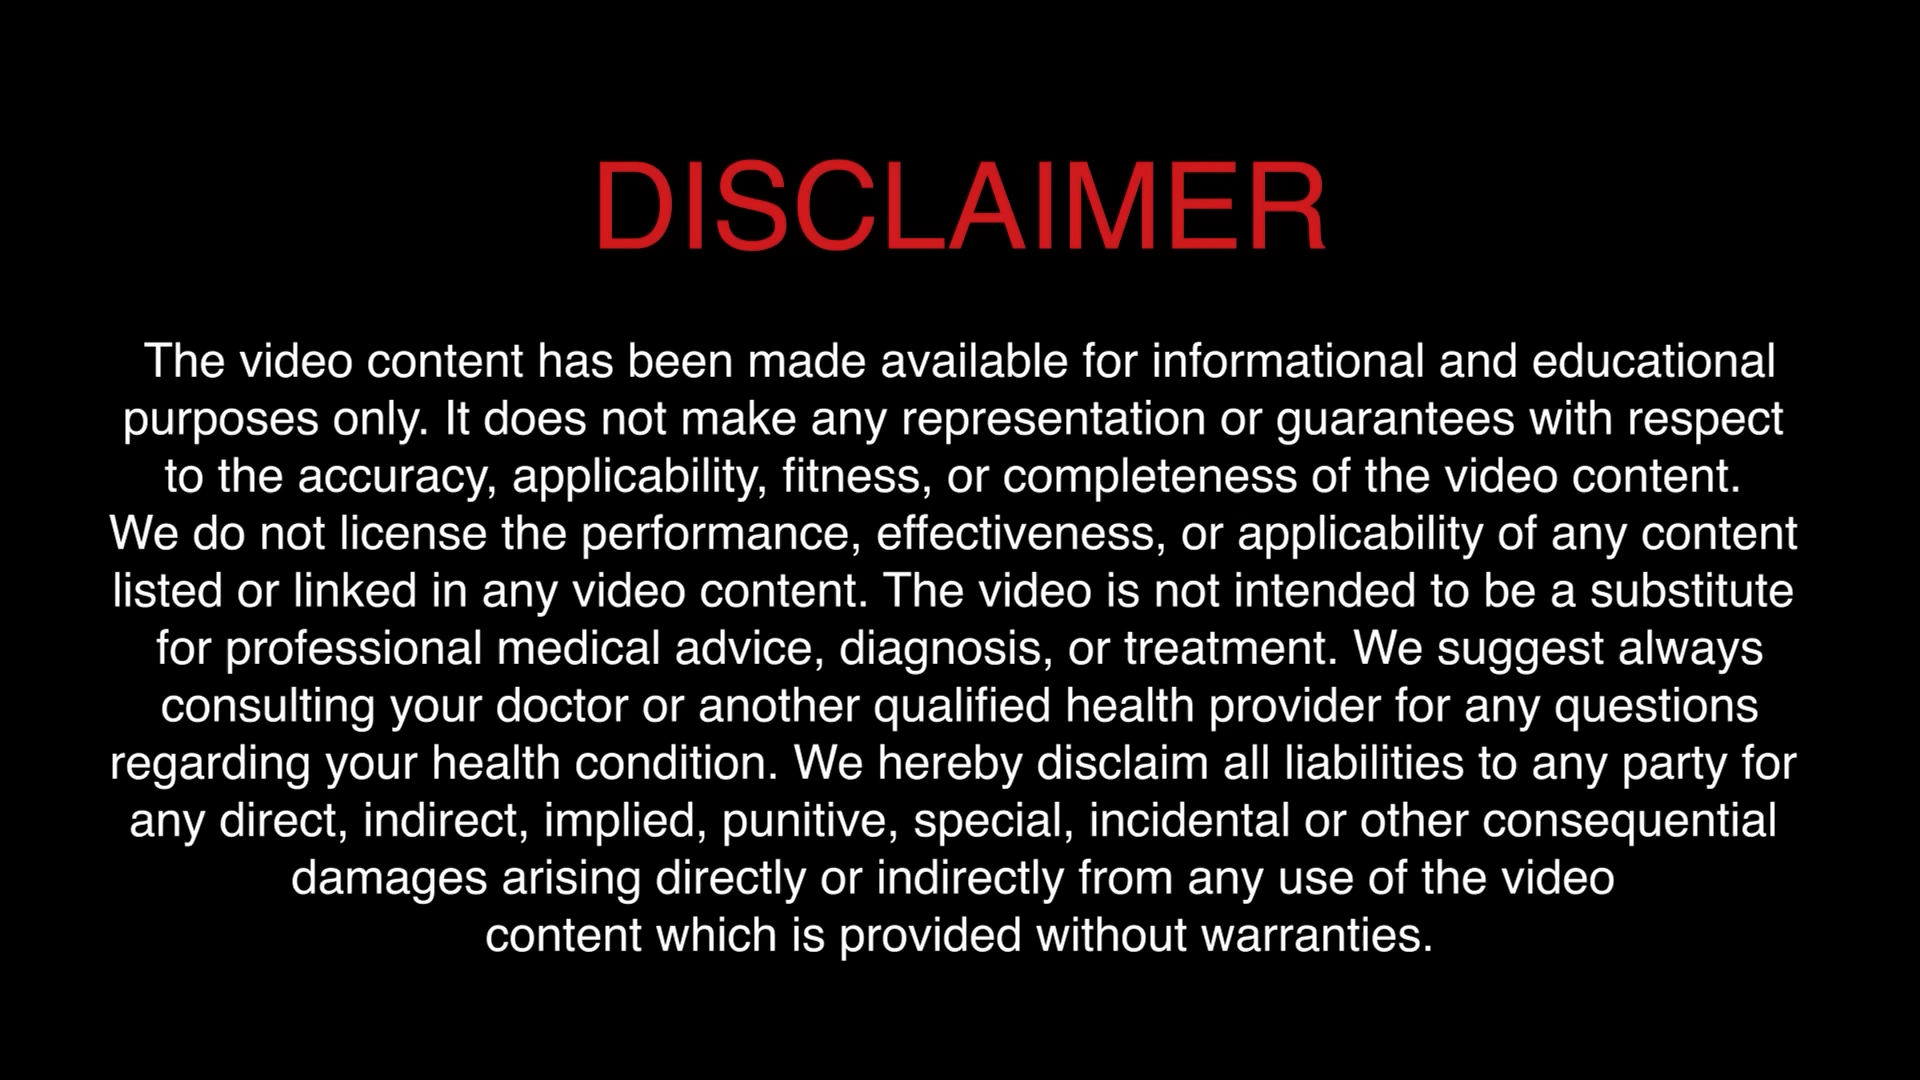 DISCLAIMER
The video content has been made available for informational and educational
purposes only. It does not make any representation or guarantees with respect
to the accuracy, applicability, fitness, or completeness of the video content.
We do not license the performance, effectiveness, or applicability of any content
listed or linked in any video content. The video is not intended to be a substitute
for professional medical advice, diagnosis, or treatment. We suggest always
consulting your doctor or another qualified health provider for any questions
regarding your health condition. We hereby disclaim all liabilities to any party for
any direct, indirect, implied, punitive, special, incidental or other consequential
damages arising directly or indirectly from any use of the video
content which is provided without warranties.